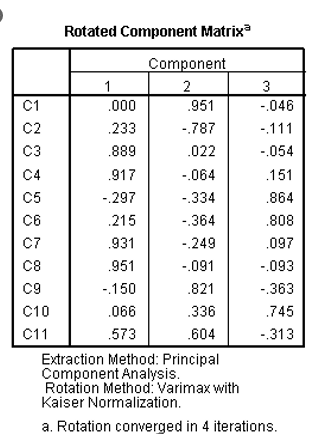 Rotated Component Matrixa
Component
1 2 3
C1 .000 .951 -.046
C2 .233 -.787 -.111
C3 .889 .022 -.054
C4 .917 -.064 .151
C5 -.297 -.334 .864
C6 .215 -.364 .808
C7 .931 -.249 .097
C8 .951 -.091 -.093
C9 -.150 .821 -.363
C10 .066 .336 .745
C11 .573 .604 -.313
Extraction Method: Principal
Component Analysis.
Rotation Method: Varimax with
Kaiser Normalization.
a. Rotation converged in 4 iterations.